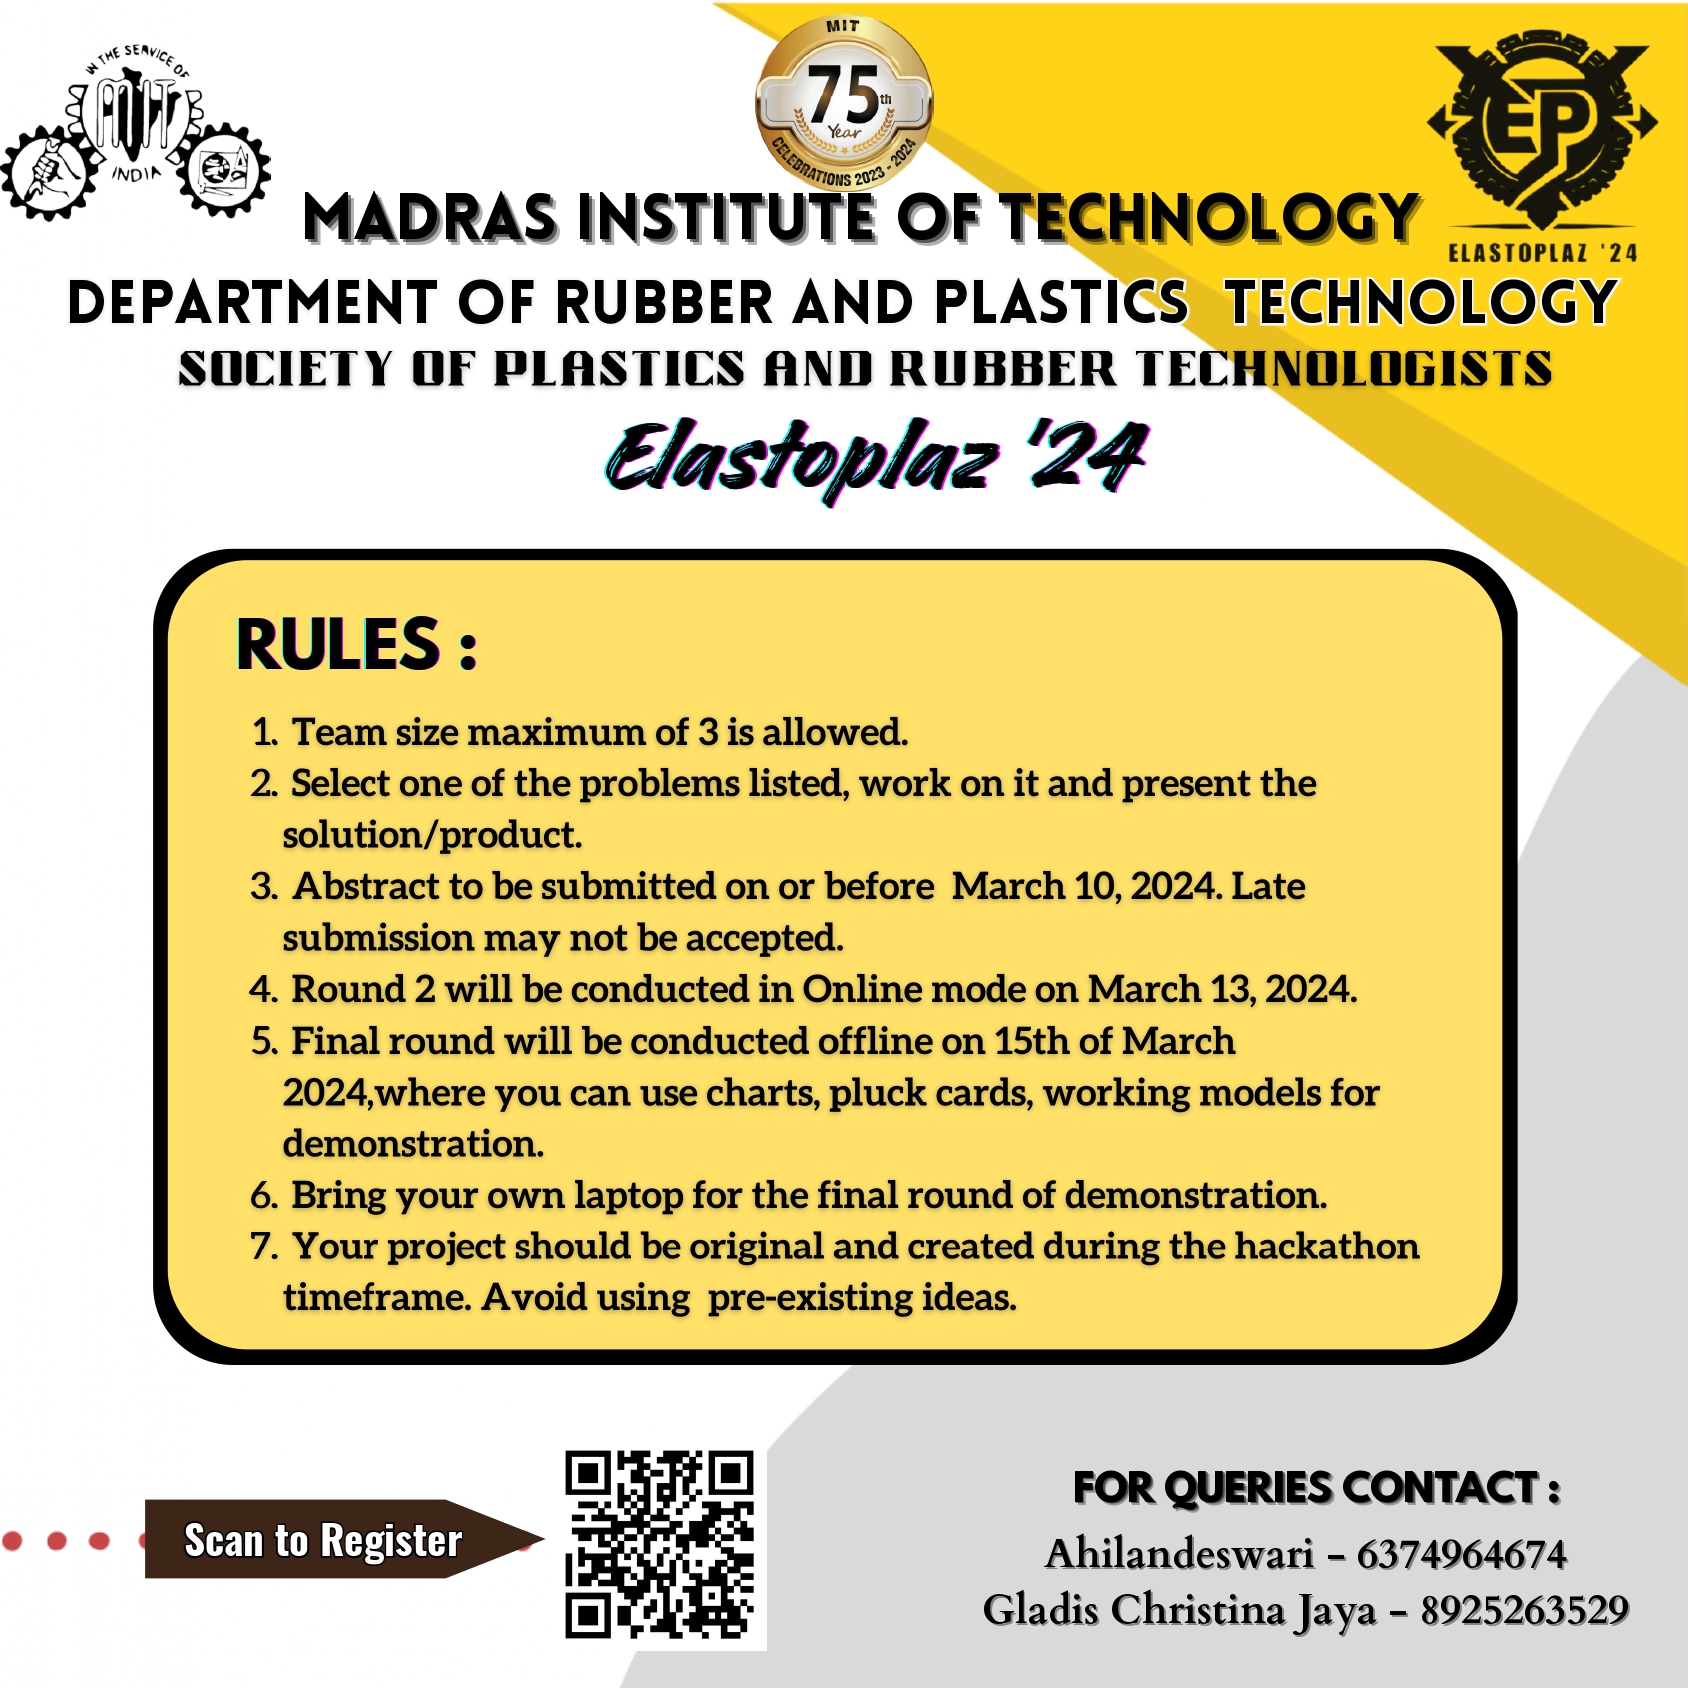 IN THE SERVICE OF
MIT
INDIA
MIT
75th
Year
CELEBRATIONS 2023 - 2024
EP
ELASTOPLAZ '24
MADRAS INSTITUTE OF TECHNOLOGY
DEPARTMENT OF RUBBER AND PLASTICS TECHNOLOGY
SOCIETY OF PLASTICS AND RUBBER TECHNOLOGISTS
Elastoplaz '24
RULES :
1. Team size maximum of 3 is allowed.
2. Select one of the problems listed, work on it and present the
solution/product.
3. Abstract to be submitted on or before March 10, 2024. Late
submission may not be accepted.
4. Round 2 will be conducted in Online mode on March 13, 2024.
5. Final round will be conducted offline on 15th of March
2024,where you can use charts, pluck cards, working models for
demonstration.
6. Bring your own laptop for the final round of demonstration.
7. Your project should be original and created during the hackathon
timeframe. Avoid using pre-existing ideas.
Scan to Register
FOR QUERIES CONTACT :
Ahilandeswari - 6374964674
Gladis Christina Jaya - 8925263529